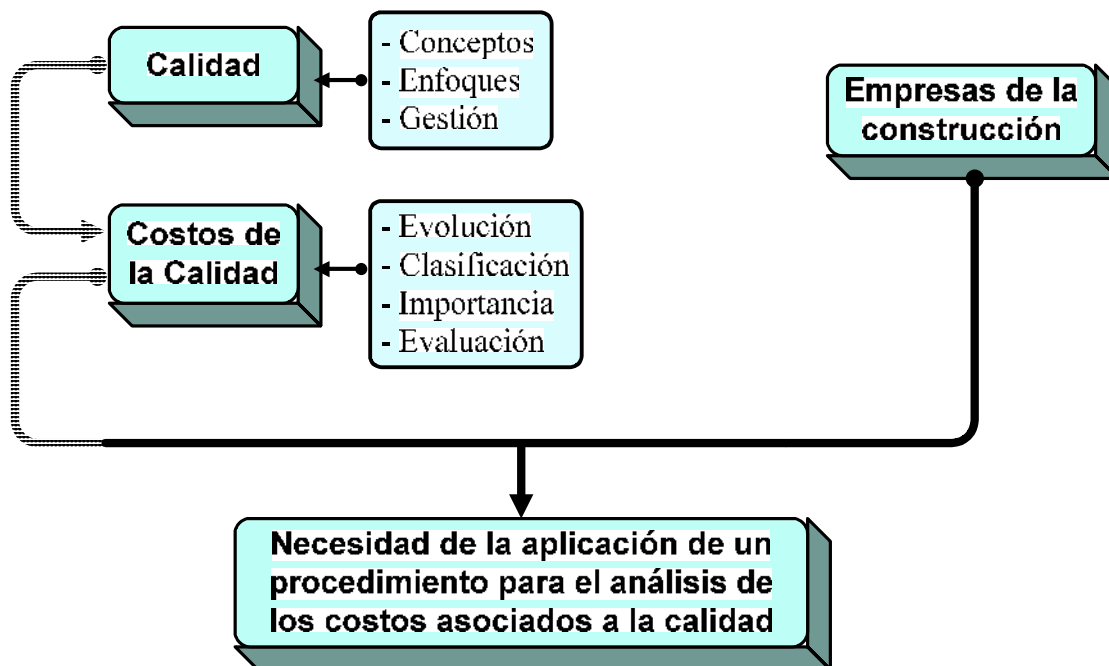 Calidad
- Conceptos
- Enfoques
- Gestión
Empresas de la
construcción
Costos de
la Calidad
- Evolución
- Clasificación
- Importancia
- Evaluación
Necesidad de la aplicación de un
procedimiento para el análisis de
los costos asociados a la calidad